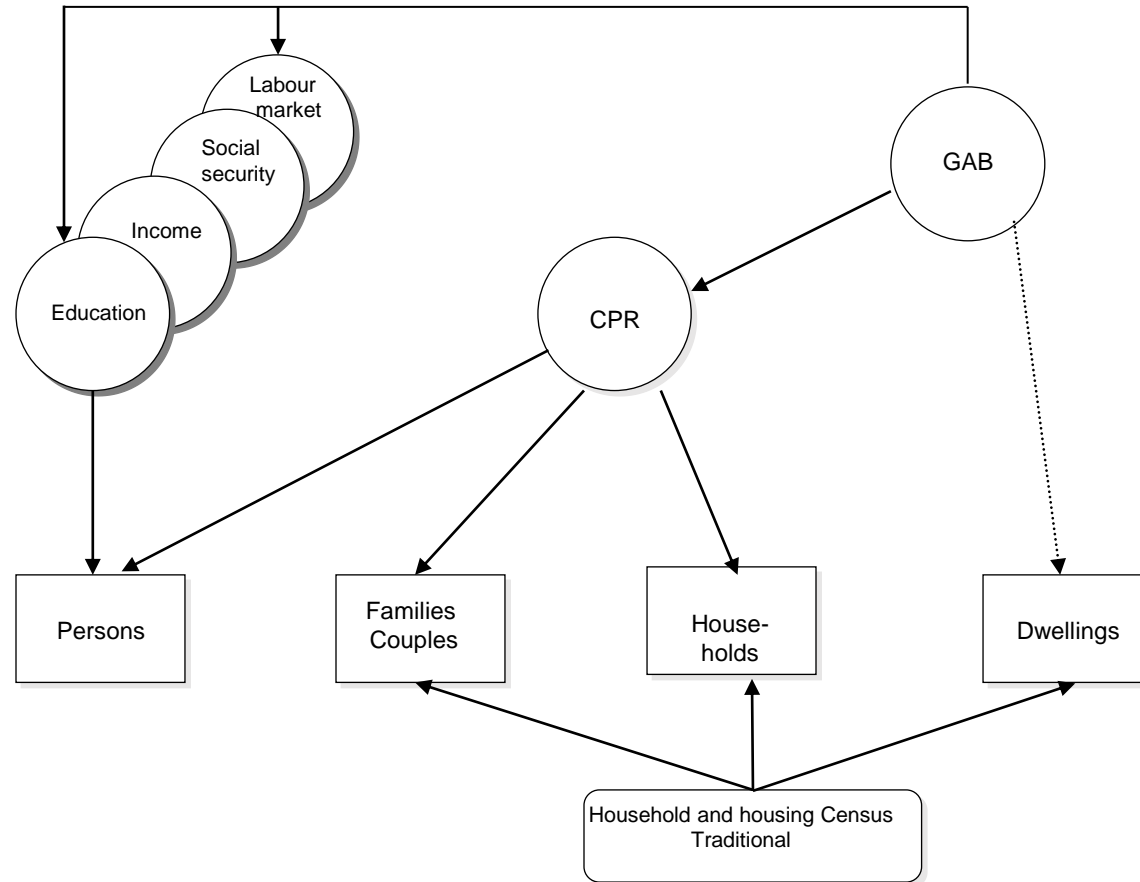 Labour
market
Social
security
GAB
Income
Education
CPR
Persons
Families
Couples
House-
holds
Dwellings
Household and housing Census
Traditional